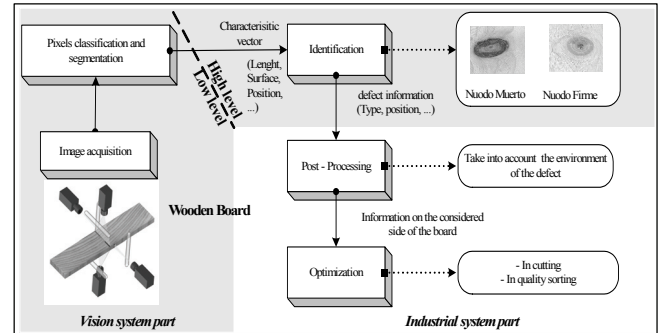 Pixels classification and
segmentation
Characterisitic
vector
(Lenght,
Surface,
Position,
...)
High level
Low level
Identification
Nuodo Muerto
Nuodo Firme
defect information
(Type, position, ...)
Image acquisition
Post - Processing
Take into account the environment
of the defect
Wooden Board
Information on the considered
side of the board
Optimization
- In cutting
- In quality sorting
Vision system part
Industrial system part